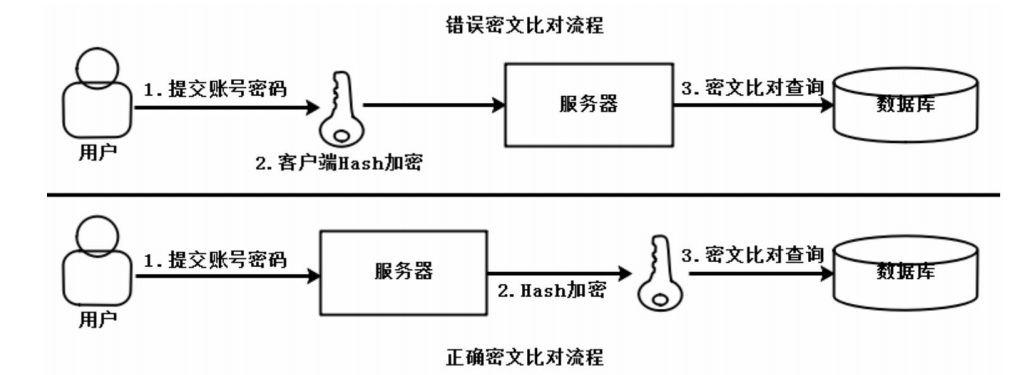 错误密文比对流程
1.提交账号密码
服务器
3.密文比对查询
数据库
用户
2.客户端Hash加密
1.提交账号密码
服务器
3.密文比对查询
数据库
2.Hash加密
用户
正确密文比对流程